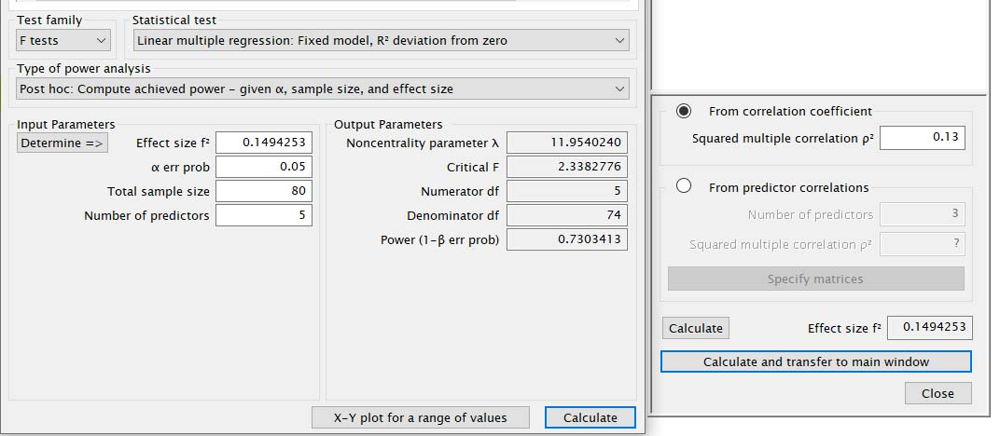 Test family
Statistical test
F tests
Linear multiple regression: Fixed model, R² deviation from zero
Type of power analysis
Post hoc: Compute achieved power – given α, sample size, and effect size
Input Parameters
Determine =>
Effect size f²
0.1494253
α err prob
0.05
Total sample size
80
Number of predictors
5
Output Parameters
Noncentrality parameter λ
11.9540240
Critical F
2.3382776
Numerator df
5
Denominator df
74
Power (1-β err prob)
0.7303413
X-Y plot for a range of values
Calculate
From correlation coefficient
Squared multiple correlation ρ²
0.13
From predictor correlations
Number of predictors
3
Squared multiple correlation ρ²
?
Specify matrices
Calculate
Effect size f²
0.1494253
Calculate and transfer to main window
Close